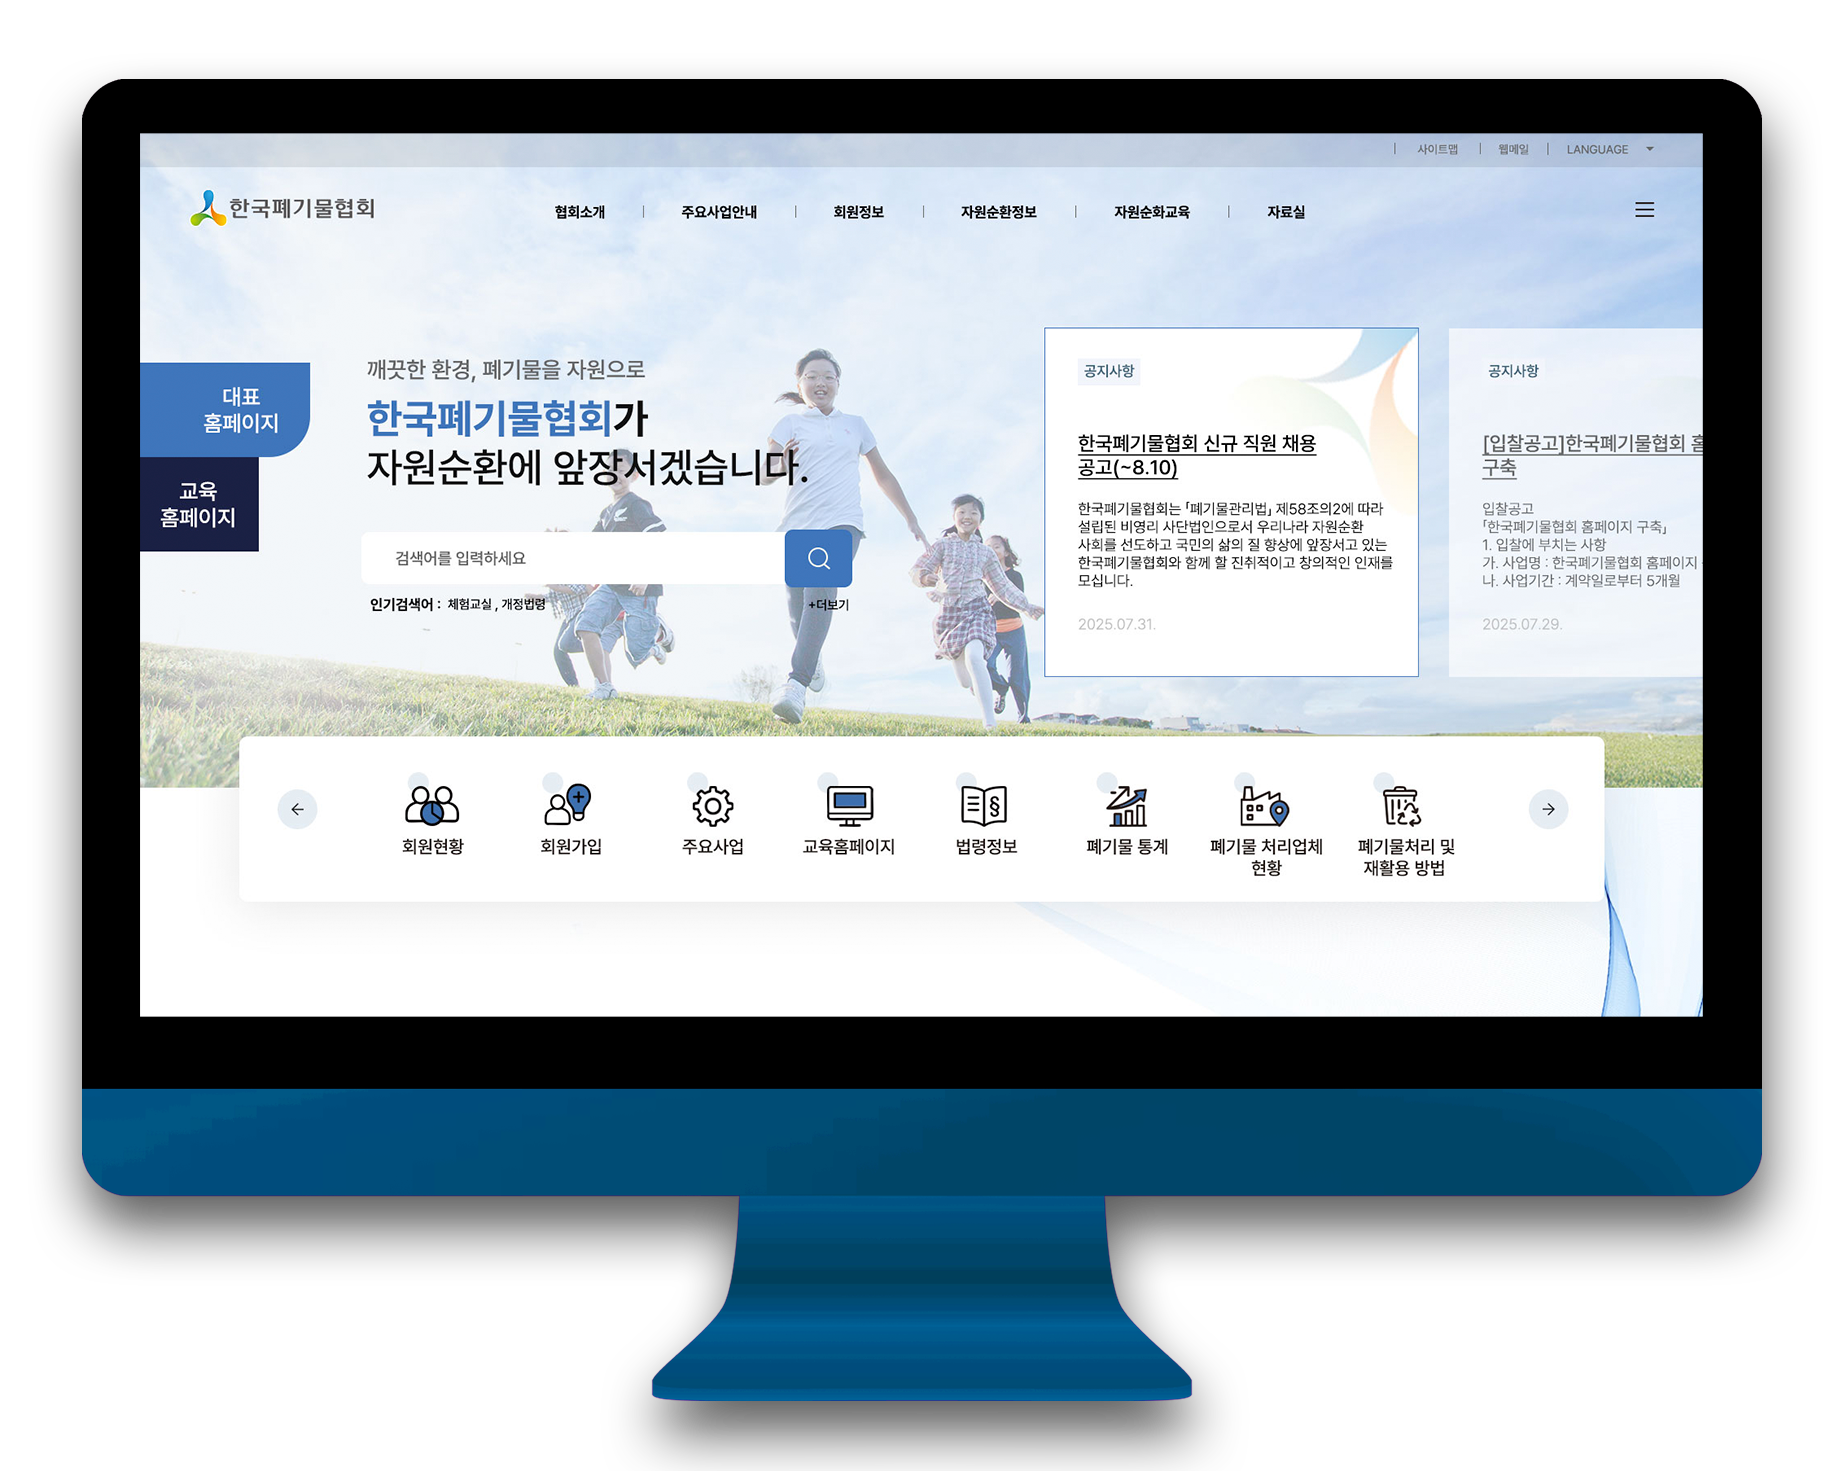 사이트맵 | 웹메일 | LANGUAGE
한국폐기물협회
협회소개 | 주요사업안내 | 회원정보 | 자원순환정보 | 자원순화교육 | 자료실
대표
홈페이지
교육
홈페이지
깨끗한 환경, 폐기물을 자원으로
한국폐기물협회가
자원순환에 앞장서겠습니다.
검색어를 입력하세요
인기검색어 : 체험교실 , 개정법령
+더보기
공지사항
한국폐기물협회 신규 직원 채용
공고(~8.10)
한국폐기물협회는 「폐기물관리법」 제58조의2에 따라
설립된 비영리 사단법인으로서 우리나라 자원순환
사회를 선도하고 국민의 삶의 질 향상에 앞장서고 있는
한국폐기물협회와 함께 할 진취적이고 창의적인 인재를
모십니다.
2025.07.31.
공지사항
[입찰공고]한국폐기물협회 홈
구축
입찰공고
「한국폐기물협회 홈페이지 구축」
1. 입찰에 부치는 사항
가. 사업명 : 한국폐기물협회 홈페이지
나. 사업기간 : 계약일로부터 5개월
2025.07.29.
회원현황
회원가입
주요사업
교육홈페이지
법령정보
폐기물 통계
폐기물 처리업체
현황
폐기물처리 및
재활용 방법